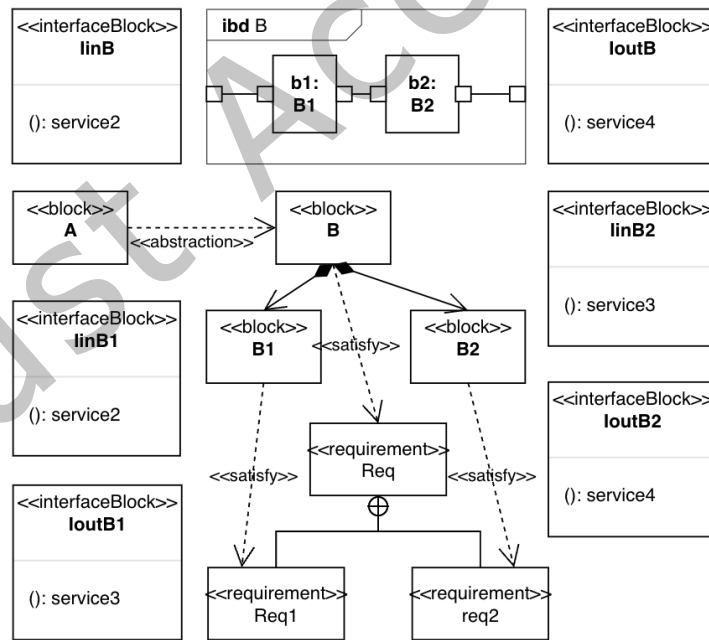 <<interfaceBlock>>
IinB
(): service2
ibd B
b1:
B1
b2:
B2
<<interfaceBlock>>
IoutB
(): service4
<<block>>
A
<<abstraction>>
<<block>>
B
<<interfaceBlock>>
IinB2
(): service3
<<interfaceBlock>>
IinB1
(): service2
<<block>>
B1
<<satisfy>>
<<block>>
B2
<<interfaceBlock>>
IoutB2
(): service4
<<requirement>>
Req
<<satisfy>>
<<satisfy>>
<<interfaceBlock>>
IoutB1
(): service3
<<requirement>>
Req1
<<requirement>>
req2
ust Acc